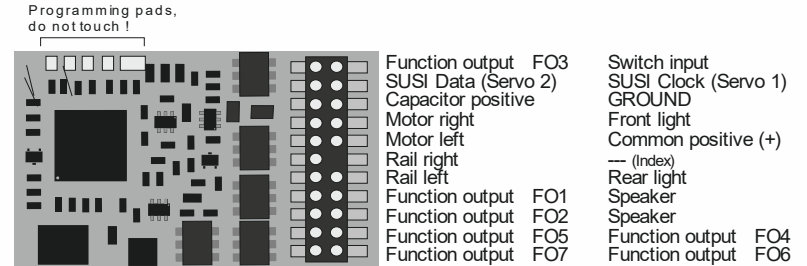 Programming pads,
do not touch !
Function output FO3 Switch input
SUSI Data (Servo 2) SUSI Clock (Servo 1)
Capacitor positive GROUND
Motor right Front light
Motor left Common positive (+)
Rail right --- (Index)
Rail left Rear light
Function output FO1 Speaker
Function output FO2 Speaker
Function output FO5 Function output FO4
Function output FO7 Function output FO6